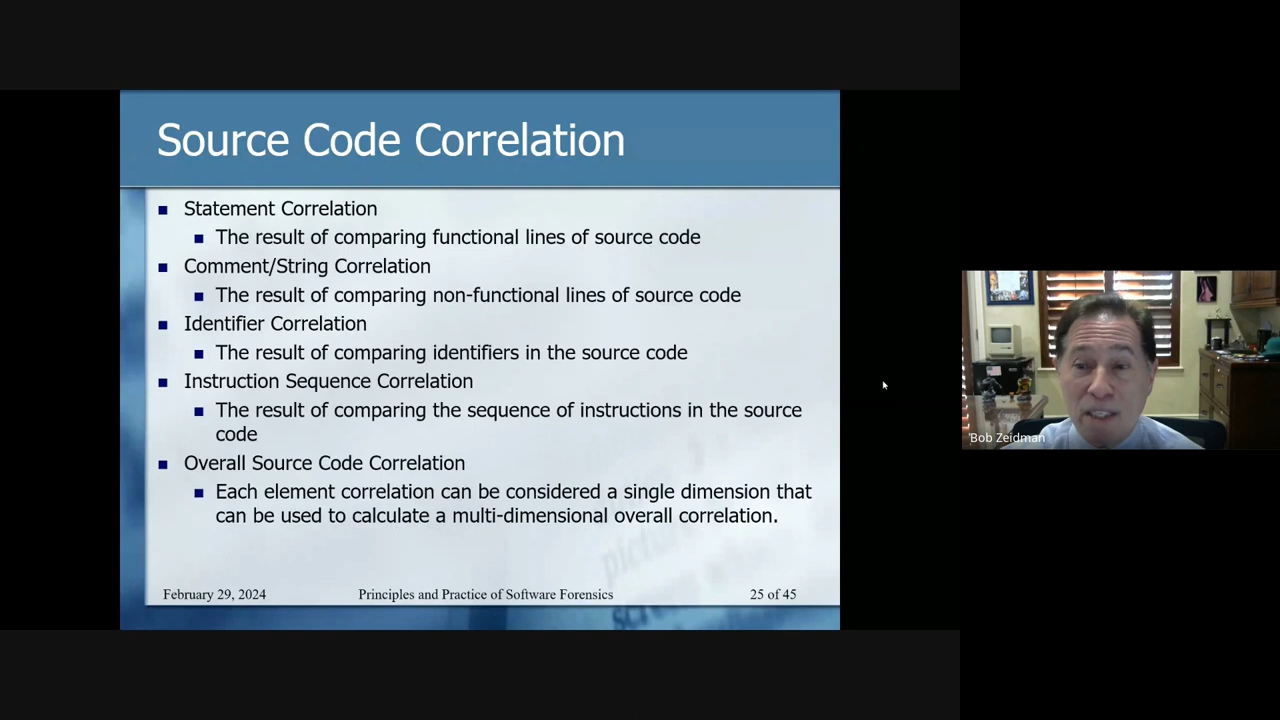 Source Code Correlation
Statement Correlation
The result of comparing functional lines of source code
Comment/String Correlation
The result of comparing non-functional lines of source code
Identifier Correlation
The result of comparing identifiers in the source code
Instruction Sequence Correlation
The result of comparing the sequence of instructions in the source
code
Overall Source Code Correlation
Each element correlation can be considered a single dimension that
can be used to calculate a multi-dimensional overall correlation.
February 29, 2024
Principles and Practice of Software Forensics
25 of 45
Bob Zeidman